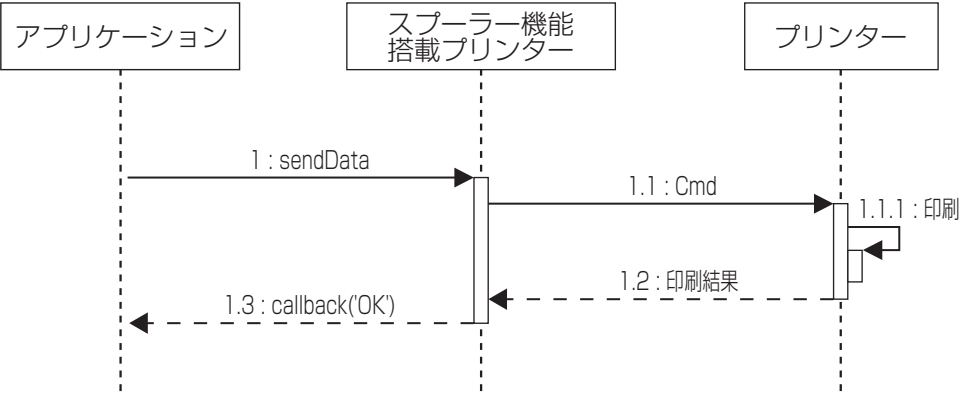 アプリケーション
スプーラー機能
搭載プリンター
プリンター
1 : sendData
1.1 : Cmd
1.1.1 : 印刷
1.2 : 印刷結果
1.3 : callback('OK')